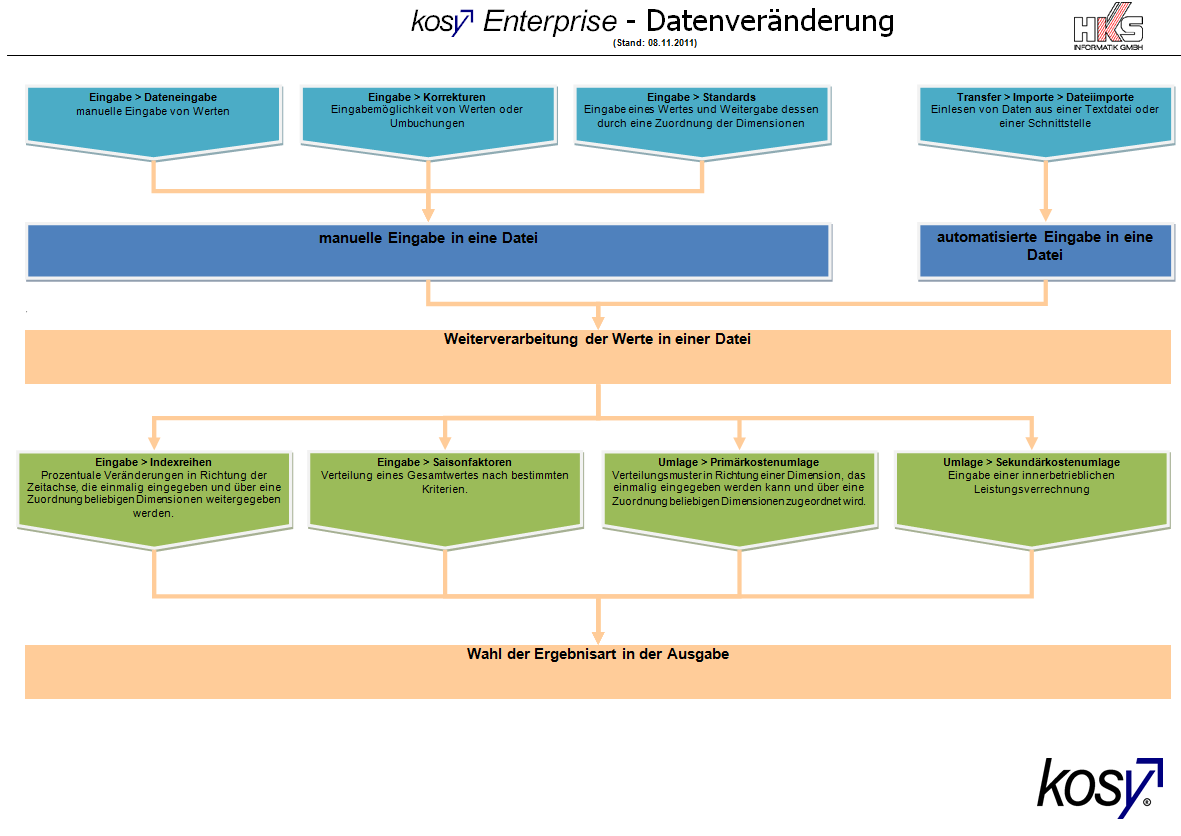 kosy Enterprise - Datenveränderung
(Stand: 08.11.2011)
HKS
INFORMATIK GMBH
Eingabe > Dateneingabe
manuelle Eingabe von Werten
Eingabe > Korrekturen
Eingabemöglichkeit von Werten oder
Umbuchungen
Eingabe > Standards
Eingabe eines Wertes und Weitergabe dessen
durch eine Zuordnung der Dimensionen
Transfer > Importe > Dateiimporte
Einlesen von Daten aus einer Textdatei oder
einer Schnittstelle
manuelle Eingabe in eine Datei
automatisierte Eingabe in eine
Datei
Weiterverarbeitung der Werte in einer Datei
Eingabe > Indexreihen
Prozentuale Veränderungen in Richtung der
Zeitachse, die einmalig eingegeben und über eine
Zuordnung beliebigen Dimensionen weitergegeben
werden.
Eingabe > Saisonfaktoren
Verteilung eines Gesamtwertes nach bestimmten
Kriterien.
Umlage > Primärkostenumlage
Verteilungsmuster in Richtung einer Dimension, das
einmalig eingegeben werden kann und über eine
Zuordnung beliebigen Dimensionen zugeordnet wird.
Umlage > Sekundärkostenumlage
Eingabe einer innerbetrieblichen
Leistungsverrechnung
Wahl der Ergebnisart in der Ausgabe
kosy®